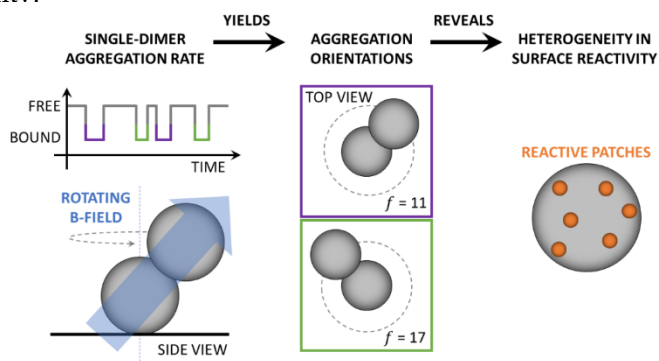 YIELDS
REVEALS
SINGLE-DIMER
AGGREGATION RATE
AGGREGATION
ORIENTATIONS
HETEROGENEITY IN
SURFACE REACTIVITY
FREE
BOUND
TIME
ROTATING
B-FIELD
SIDE VIEW
TOP VIEW
f = 11
f = 17
REACTIVE PATCHES